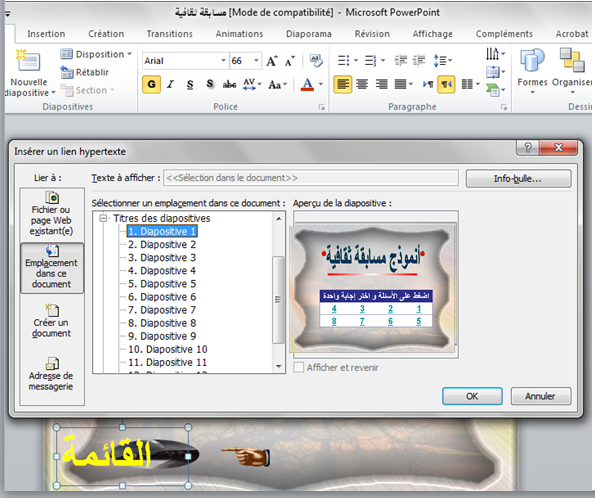 مسابقة ثقافية [Mode de compatibilité] - Microsoft PowerPoint
Insertion Création Transitions Animations Diaporama Révision Affichage Compléments Acrobat
Nouvelle diapositive Disposition Rétablir Section
Arial 66
G I S S abc AV Aa A
Formes Organiser
Diapositives Police Paragraphe Dessi
Insérer un lien hypertexte
Lier à :
Texte à afficher : <<Sélection dans le document>>
Info-bulle...
Fichier ou page Web existant(e)
Emplacement dans ce document
Créer un document
Adresse de messagerie
Sélectionner un emplacement dans ce document :
Titres des diapositives
1. Diapositive 1
2. Diapositive 2
3. Diapositive 3
4. Diapositive 4
5. Diapositive 5
6. Diapositive 6
7. Diapositive 7
8. Diapositive 8
9. Diapositive 9
10. Diapositive 10
11. Diapositive 11
Aperçu de la diapositive :
أنموذج مسابقة ثقافية
اضغط على الأسئلة و اختر إجابة واحدة
4 3 2 1
8 7 6 5
Afficher et revenir
OK
Annuler
القائمة